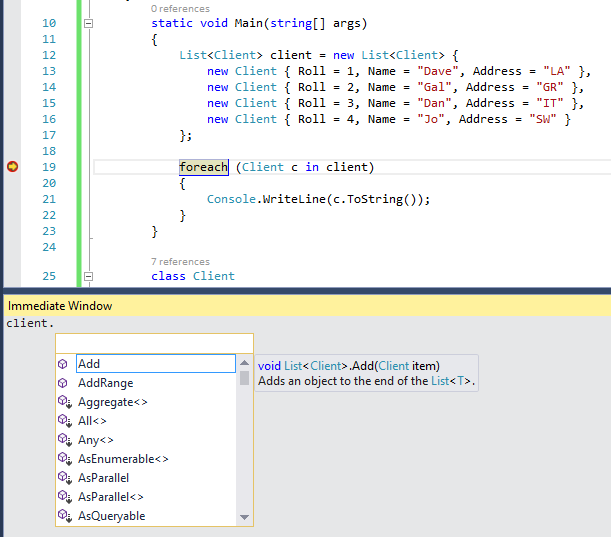 0 references
10 static void Main(string[] args)
11 {
12 List<Client> client = new List<Client> {
13 new Client { Roll = 1, Name = "Dave", Address = "LA" },
14 new Client { Roll = 2, Name = "Gal", Address = "GR" },
15 new Client { Roll = 3, Name = "Dan", Address = "IT" },
16 new Client { Roll = 4, Name = "Jo", Address = "SW" }
17 };
18
19 foreach (Client c in client)
20 {
21 Console.WriteLine(c.ToString());
22 }
23 }
24
7 references
25 class Client
Immediate Window
client.
Add
void List<Client>.Add(Client item)
Adds an object to the end of the List<T>.
AddRange
Aggregate<>
All<>
Any<>
AsEnumerable<>
AsParallel
AsParallel<>
AsQueryable